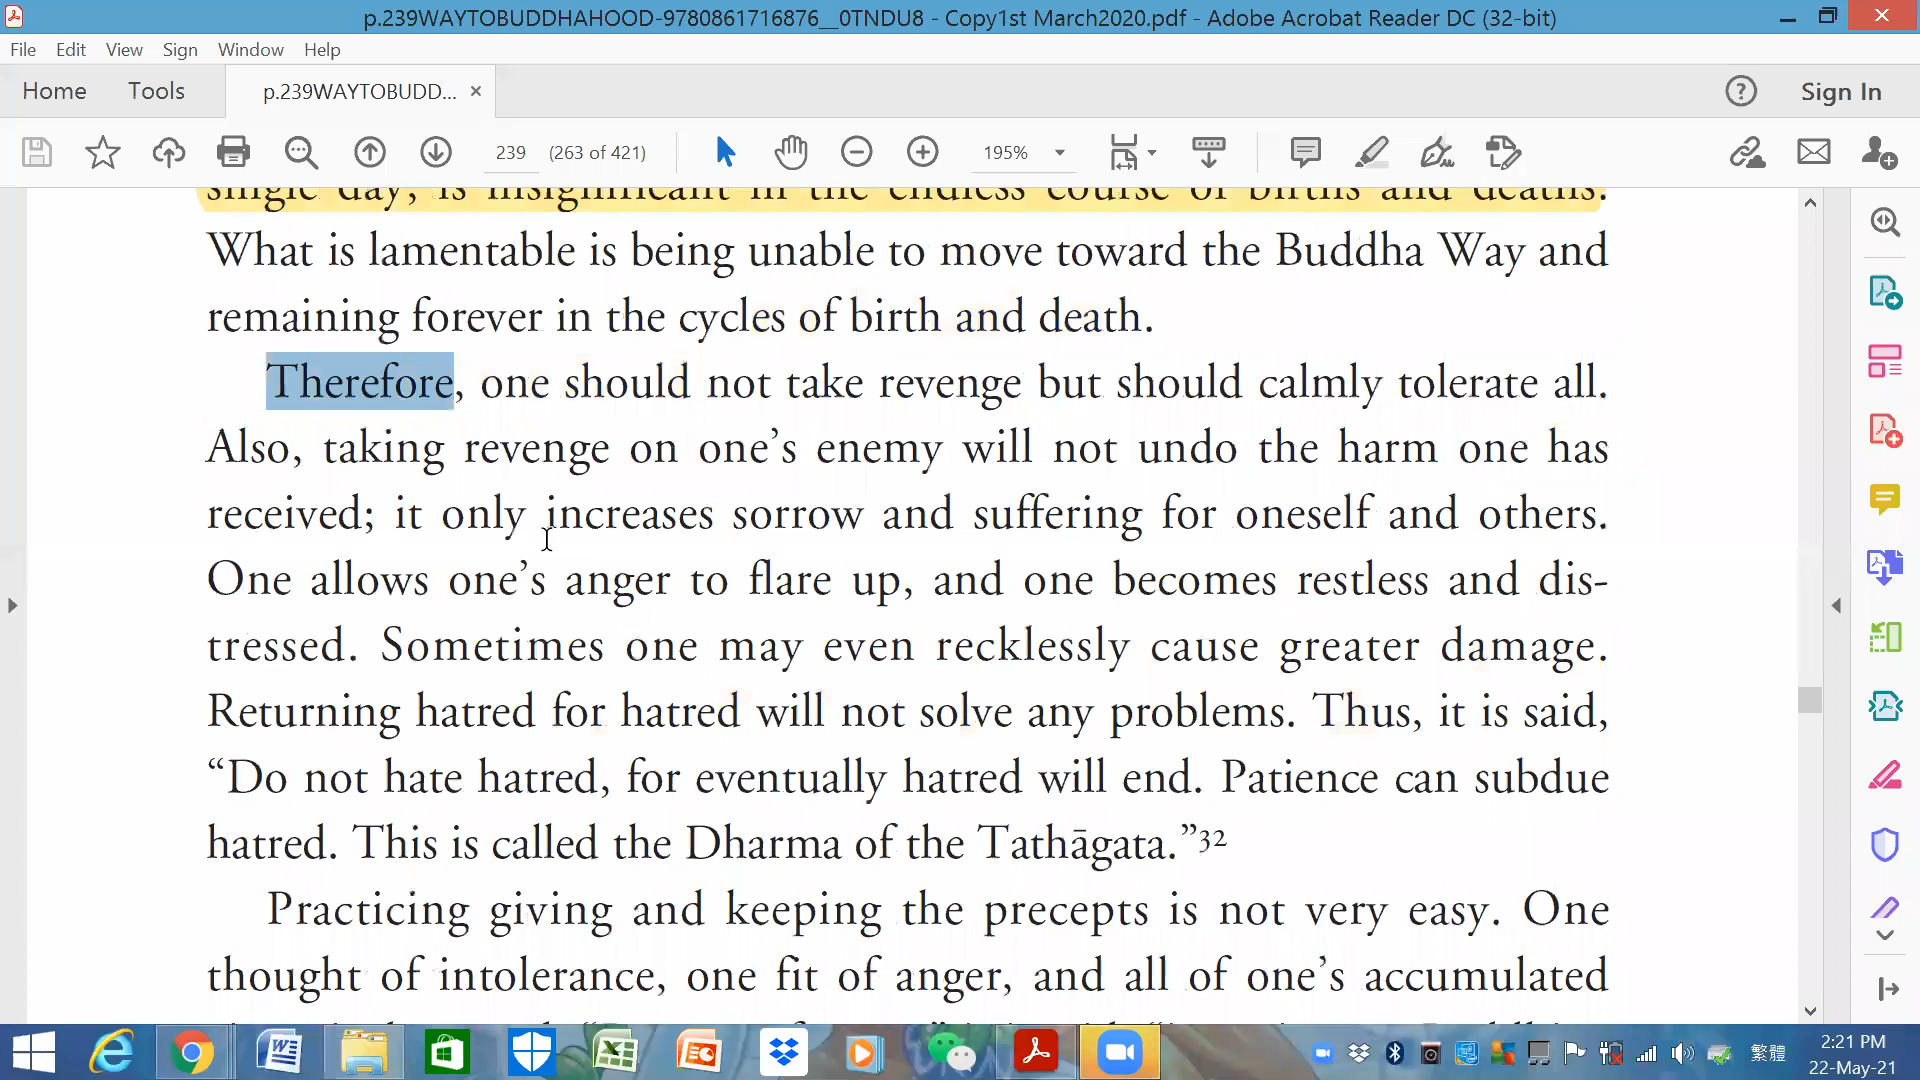 p.239WAYTOBUDDHAHOOD-9780861716876__0TNDU8 - Copy1st March2020.pdf - Adobe Acrobat Reader DC (32-bit)
File Edit View Sign Window Help
Home Tools p.239WAYTOBUDD... × Sign In
239 (263 of 421) 195%
single day, is insignificant in the endless course of births and deaths.
What is lamentable is being unable to move toward the Buddha Way and
remaining forever in the cycles of birth and death.
Therefore, one should not take revenge but should calmly tolerate all.
Also, taking revenge on one’s enemy will not undo the harm one has
received; it only increases sorrow and suffering for oneself and others.
One allows one’s anger to flare up, and one becomes restless and dis-
tressed. Sometimes one may even recklessly cause greater damage.
Returning hatred for hatred will not solve any problems. Thus, it is said,
“Do not hate hatred, for eventually hatred will end. Patience can subdue
hatred. This is called the Dharma of the Tathāgata.”32
Practicing giving and keeping the precepts is not very easy. One
thought of intolerance, one fit of anger, and all of one’s accumulated
繁體
2:21 PM
22-May-21